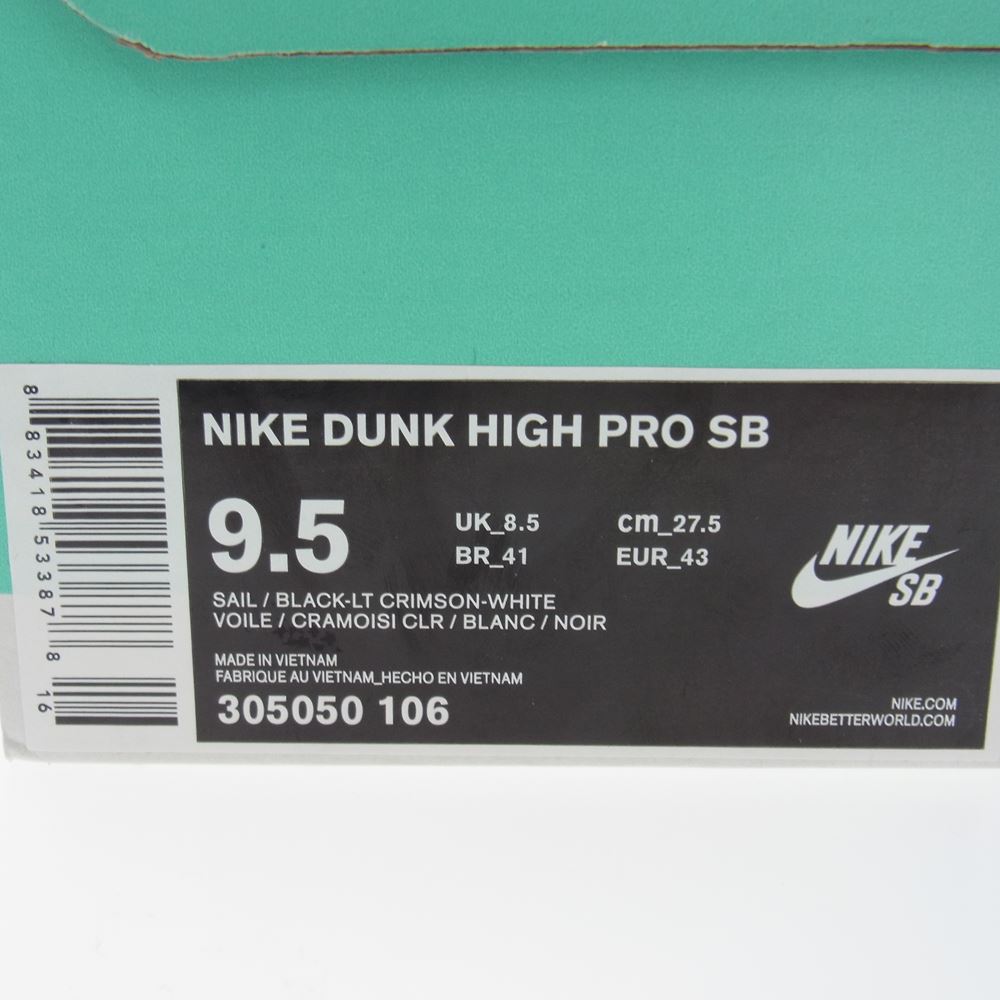 8 83418 53387 8
16
NIKE DUNK HIGH PRO SB
9.5
UK_8.5 cm_27.5
BR_41 EUR_43
NIKE
SB
SAIL / BLACK-LT CRIMSON-WHITE
VOILE / CRAMOISI CLR / BLANC / NOIR
MADE IN VIETNAM
FABRIQUE AU VIETNAM_HECHO EN VIETNAM
305050 106
NIKE.COM
NIKEBETTERWORLD.COM